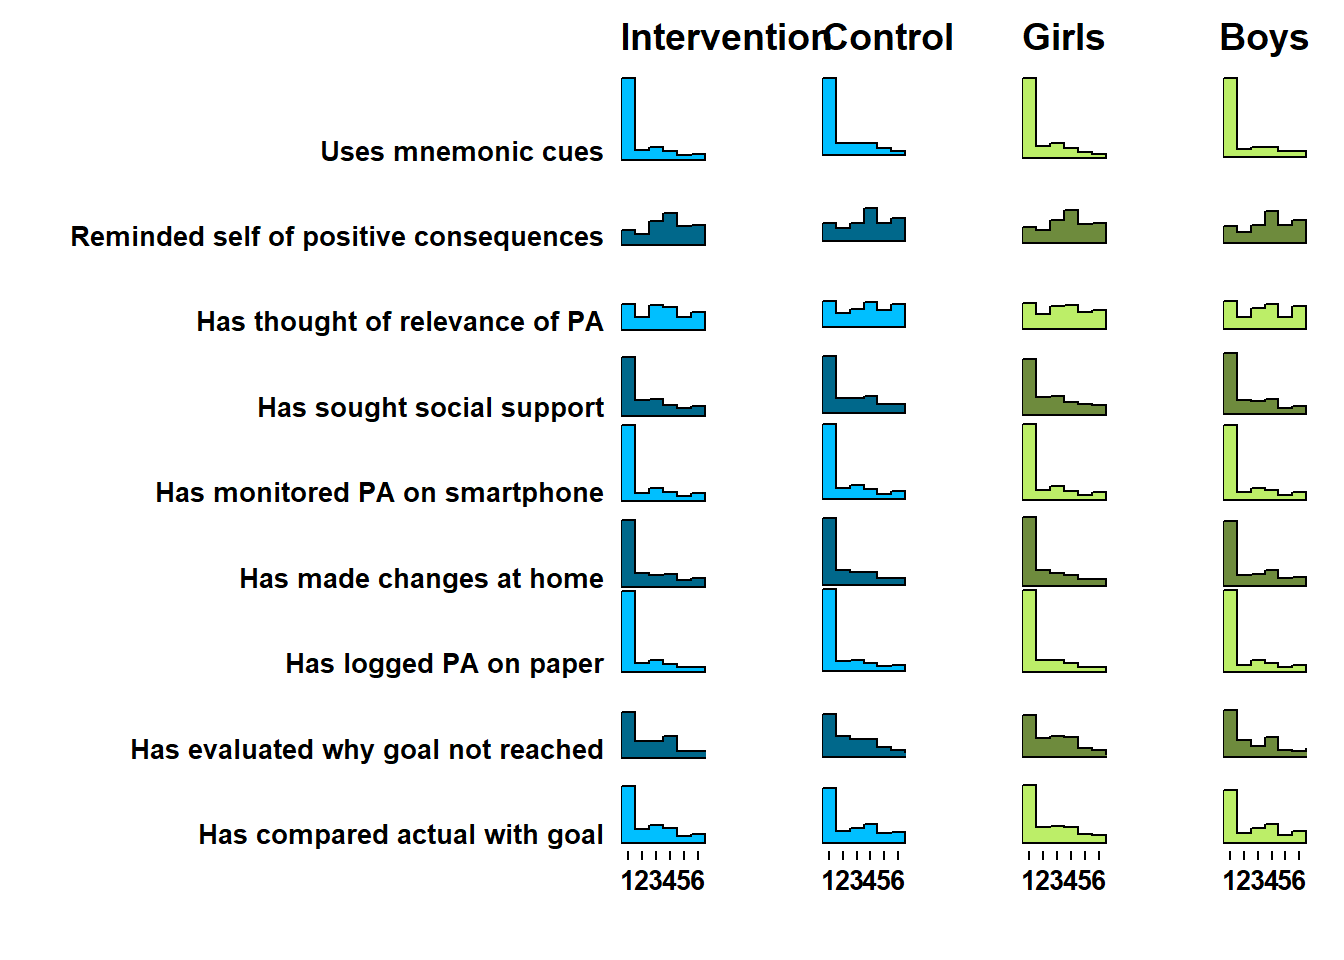 Intervention Control Girls Boys
Uses mnemonic cues
Reminded self of positive consequences
Has thought of relevance of PA
Has sought social support
Has monitored PA on smartphone
Has made changes at home
Has logged PA on paper
Has evaluated why goal not reached
Has compared actual with goal
123456 123456 123456 123456